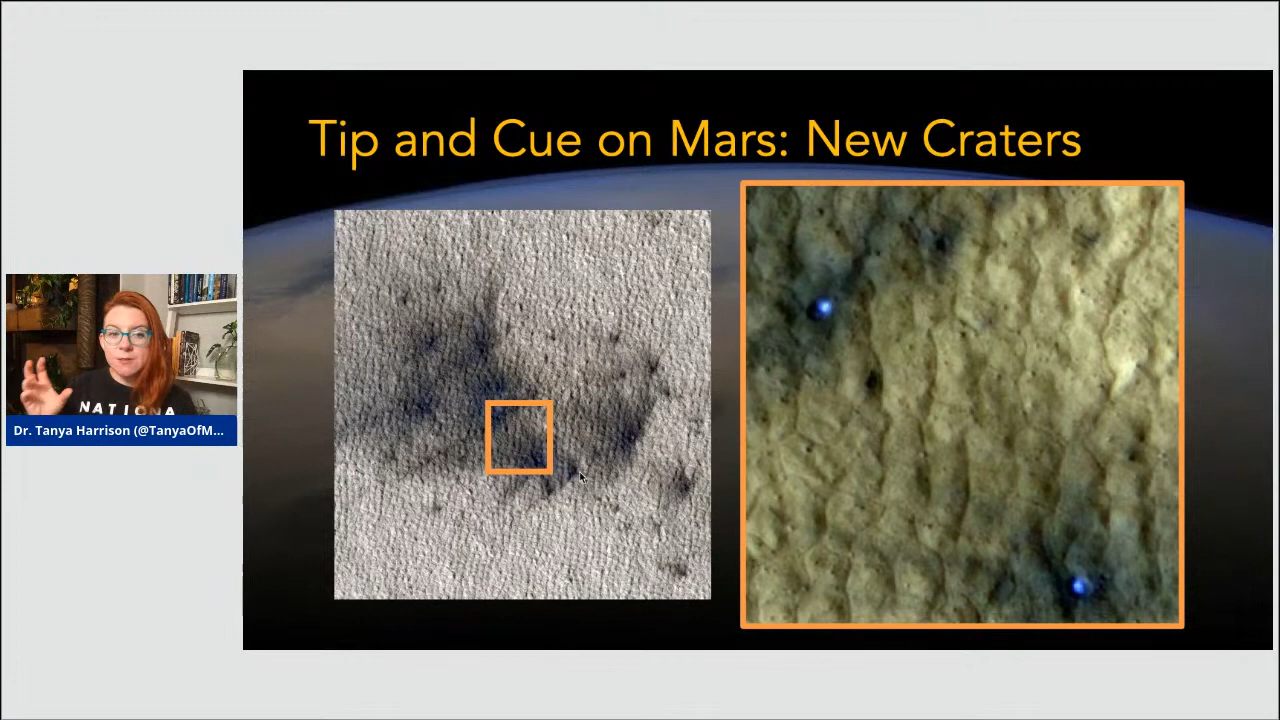 Tip and Cue on Mars: New Craters
NATIONA
Dr. Tanya Harrison (@TanyaOfM...